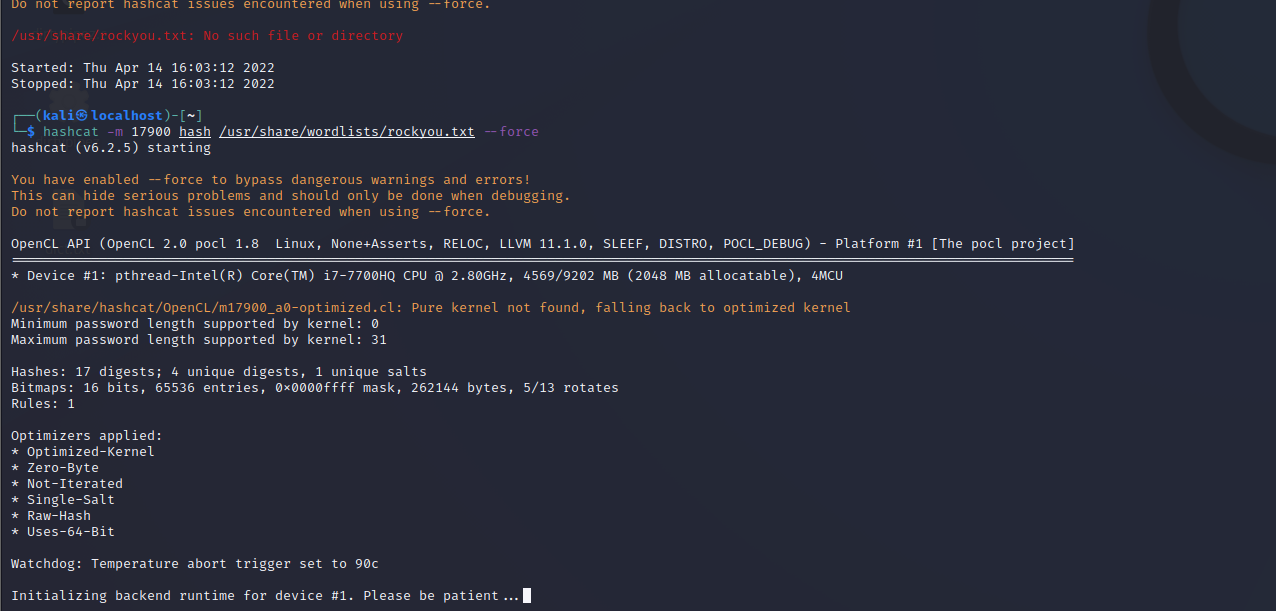 Do not report hashcat issues encountered when using --force.
/usr/share/rockyou.txt: No such file or directory
Started: Thu Apr 14 16:03:12 2022
Stopped: Thu Apr 14 16:03:12 2022
┌──(kali㉿localhost)-[~]
└─$ hashcat -m 17900 hash /usr/share/wordlists/rockyou.txt --force
hashcat (v6.2.5) starting
You have enabled --force to bypass dangerous warnings and errors!
This can hide serious problems and should only be done when debugging.
Do not report hashcat issues encountered when using --force.
OpenCL API (OpenCL 2.0 pocl 1.8  Linux, None+Asserts, RELOC, LLVM 11.1.0, SLEEF, DISTRO, POCL_DEBUG) - Platform #1 [The pocl project]
* Device #1: pthread-Intel(R) Core(TM) i7-7700HQ CPU @ 2.80GHz, 4569/9202 MB (2048 MB allocatable), 4MCU
/usr/share/hashcat/OpenCL/m17900_a0-optimized.cl: Pure kernel not found, falling back to optimized kernel
Minimum password length supported by kernel: 0
Maximum password length supported by kernel: 31
Hashes: 17 digests; 4 unique digests, 1 unique salts
Bitmaps: 16 bits, 65536 entries, 0x0000ffff mask, 262144 bytes, 5/13 rotates
Rules: 1
Optimizers applied:
* Optimized-Kernel
* Zero-Byte
* Not-Iterated
* Single-Salt
* Raw-Hash
* Uses-64-Bit
Watchdog: Temperature abort trigger set to 90c
Initializing backend runtime for device #1. Please be patient...